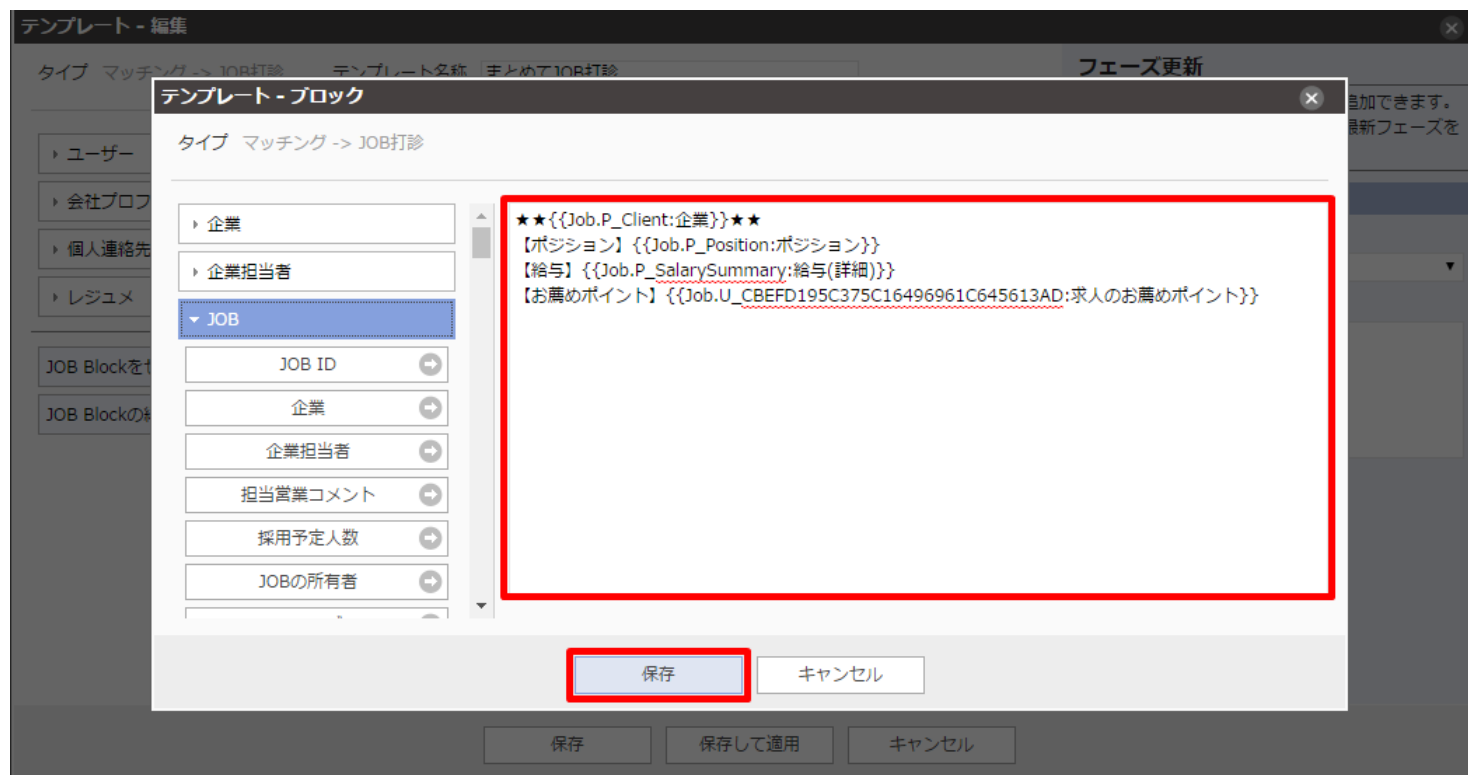 テンプレート - 編集
タイプ マッチング -> JOB打診 テンプレート名称 まとめてJOB打診
フェーズ更新
テンプレート - ブロック
追加できます。
タイプ マッチング -> JOB打診
最新フェーズを
ユーザー
会社プロフ
個人連絡先
レジュメ
JOB Blockを
JOB Blockの
企業
企業担当者
JOB
JOB ID
企業
企業担当者
担当営業コメント
採用予定人数
JOBの所有者
★★{{Job.P_Client:企業}}★★
【ポジション】{{Job.P_Position:ポジション}}
【給与】{{Job.P_SalarySummary:給与(詳細)}}
【お薦めポイント】{{Job.U_CBEFD195C375C16496961C645613AD:求人のお薦めポイント}}
保存 キャンセル
保存 保存して適用 キャンセル